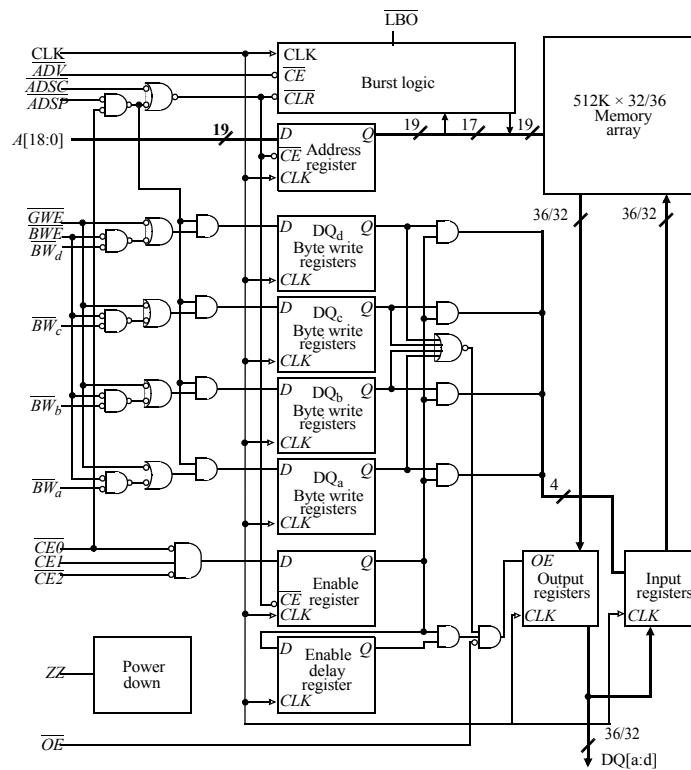 LBO
CLK
ADV
ADSC
ADSP
A[18:0]
19
CLK
CE
CLR
Burst logic
512K × 32/36
Memory
array
D
Q
Address
register
CE
CLK
19
17
19
36/32
36/32
GWE
BWE
BWd
D
DQd
Q
Byte write
registers
CLK
BWc
D
DQc
Q
Byte write
registers
CLK
BWb
D
DQb
Q
Byte write
registers
CLK
BWa
D
DQa
Q
Byte write
registers
CLK
4
CE0
CE1
CE2
D
Q
Enable
register
CE
CLK
OE
Output
registers
CLK
Input
registers
CLK
D
Q
Enable
delay
register
CLK
ZZ
Power
down
OE
36/32
DQ[a:d]